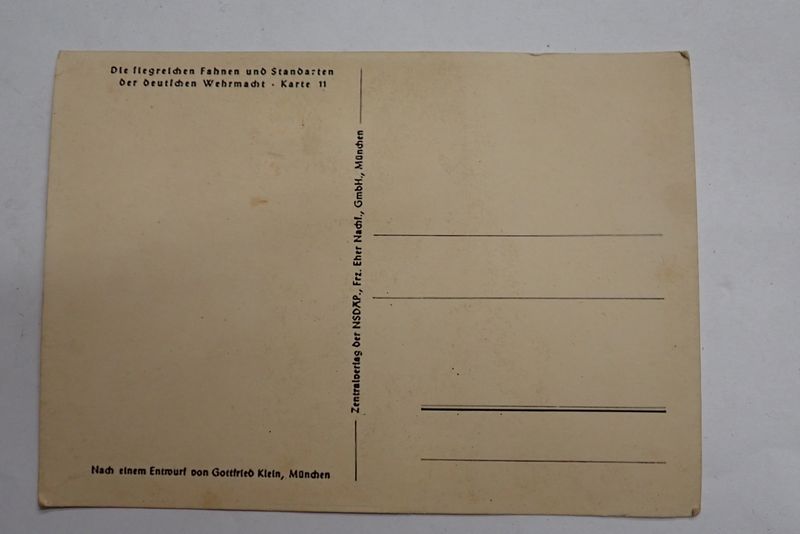 Die siegreichen Fahnen und Standarten
der deutschen Wehrmacht · Karte 11
Zentralverlag der NSDAP., Frz. Eher Nachf., GmbH., München
Nach einem Entwurf von Gottfried Klein, München